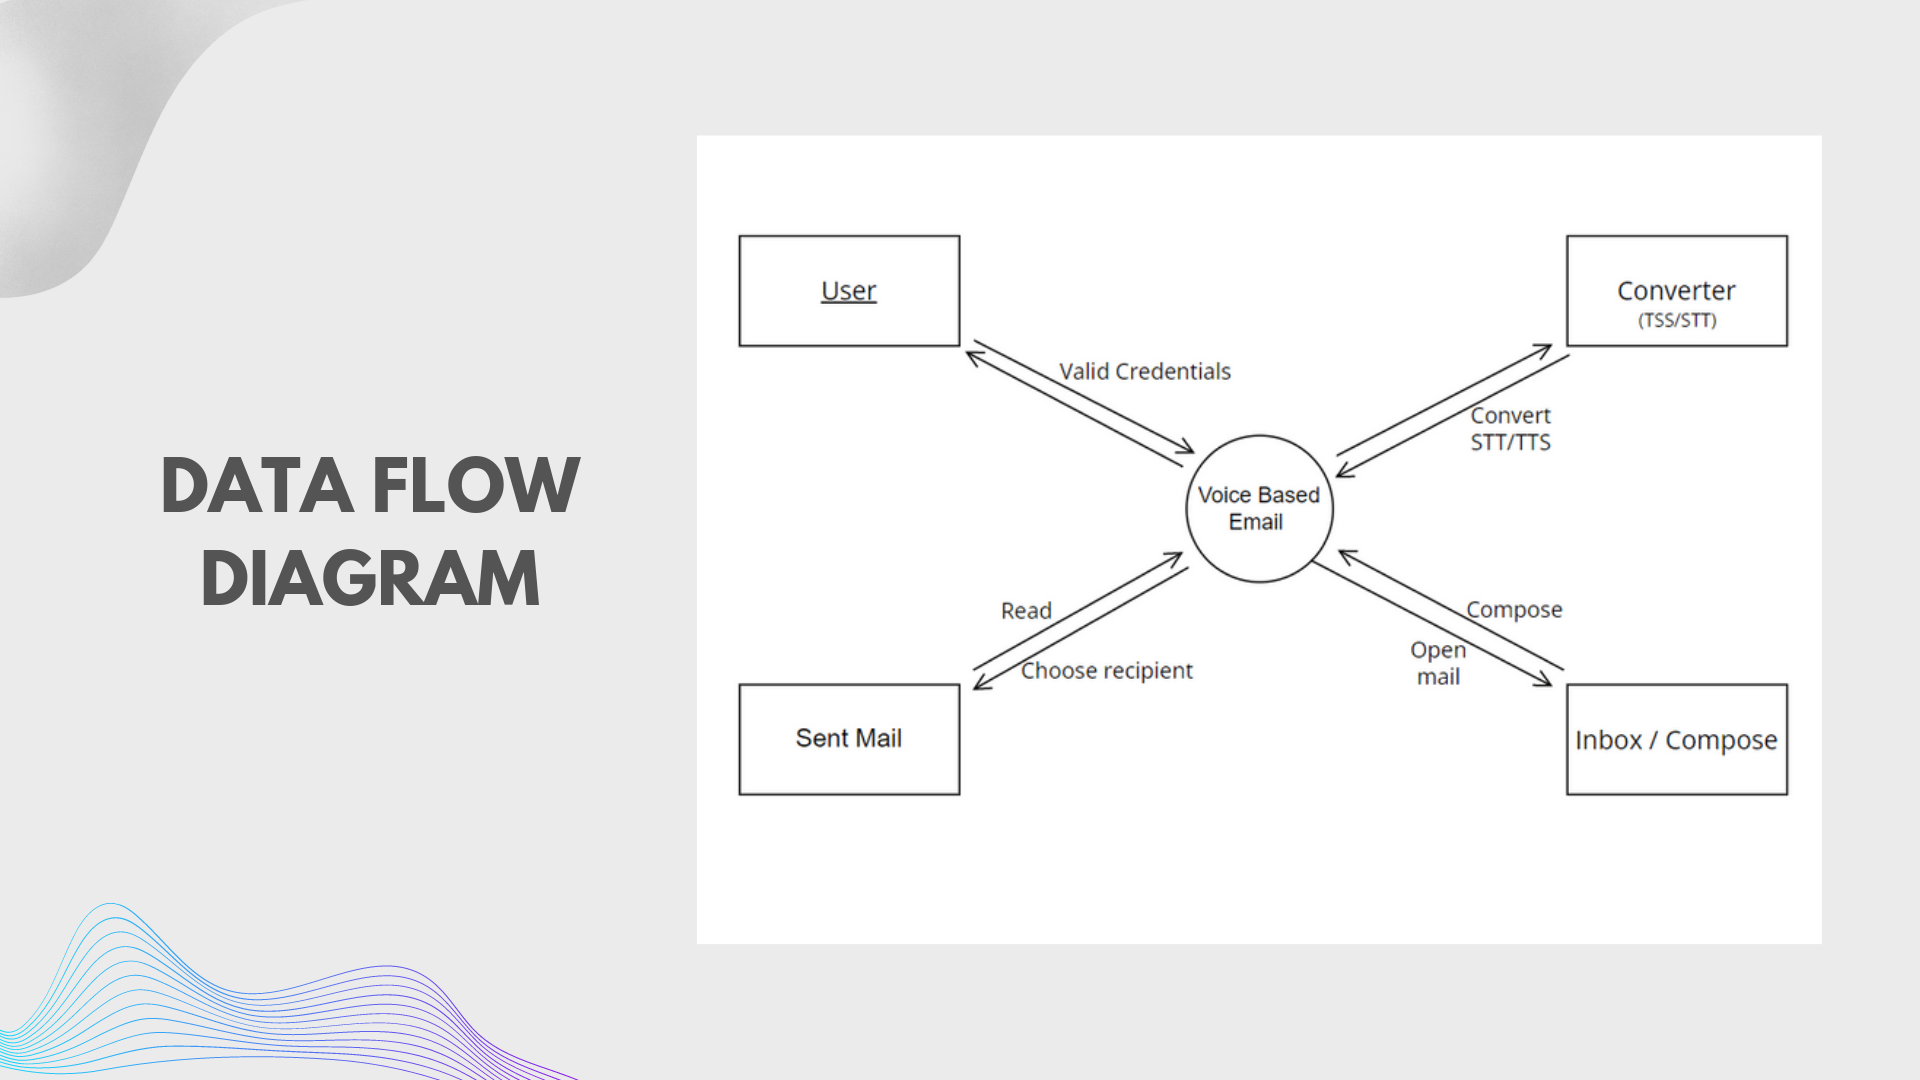 DATA FLOW
DIAGRAM
User
Converter
(TSS/STT)
Valid Credentials
Convert
STT/TTS
Voice Based
Email
Read
Choose recipient
Compose
Open
mail
Sent Mail
Inbox / Compose